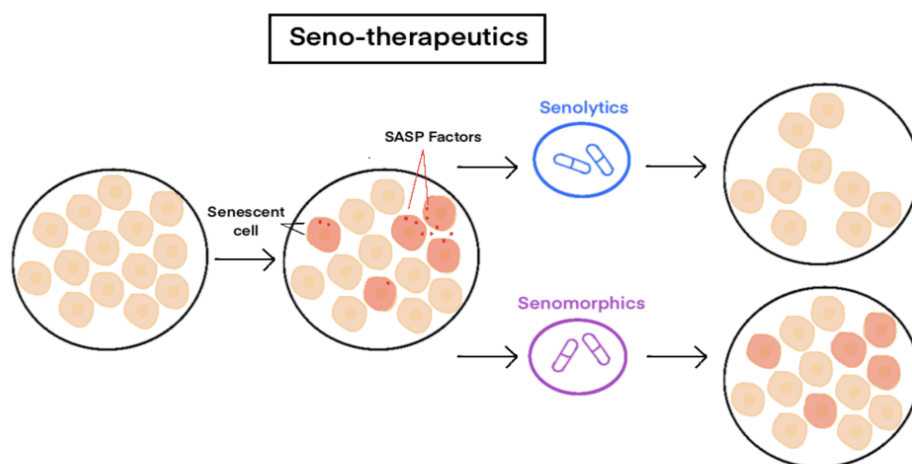 Seno-therapeutics
Senolytics
SASP Factors
Senescent
cell
Senomorphics